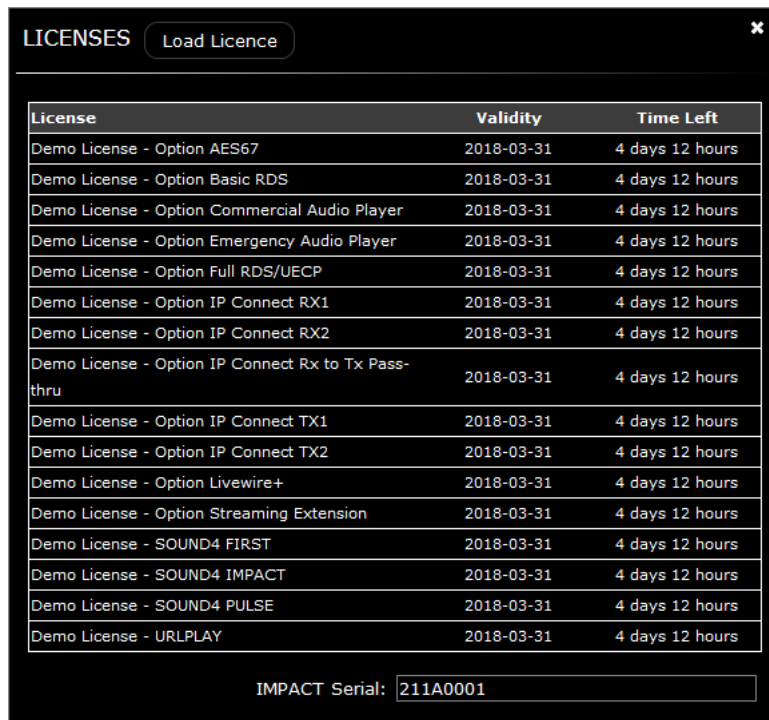 LICENSES Load Licence
License Validity Time Left
Demo License - Option AES67 2018-03-31 4 days 12 hours
Demo License - Option Basic RDS 2018-03-31 4 days 12 hours
Demo License - Option Commercial Audio Player 2018-03-31 4 days 12 hours
Demo License - Option Emergency Audio Player 2018-03-31 4 days 12 hours
Demo License - Option Full RDS/UECP 2018-03-31 4 days 12 hours
Demo License - Option IP Connect RX1 2018-03-31 4 days 12 hours
Demo License - Option IP Connect RX2 2018-03-31 4 days 12 hours
Demo License - Option IP Connect Rx to Tx Pass-
thru 2018-03-31 4 days 12 hours
Demo License - Option IP Connect TX1 2018-03-31 4 days 12 hours
Demo License - Option IP Connect TX2 2018-03-31 4 days 12 hours
Demo License - Option Livewire+ 2018-03-31 4 days 12 hours
Demo License - Option Streaming Extension 2018-03-31 4 days 12 hours
Demo License - SOUND4 FIRST 2018-03-31 4 days 12 hours
Demo License - SOUND4 IMPACT 2018-03-31 4 days 12 hours
Demo License - SOUND4 PULSE 2018-03-31 4 days 12 hours
Demo License - URLPLAY 2018-03-31 4 days 12 hours
IMPACT Serial: 211A0001